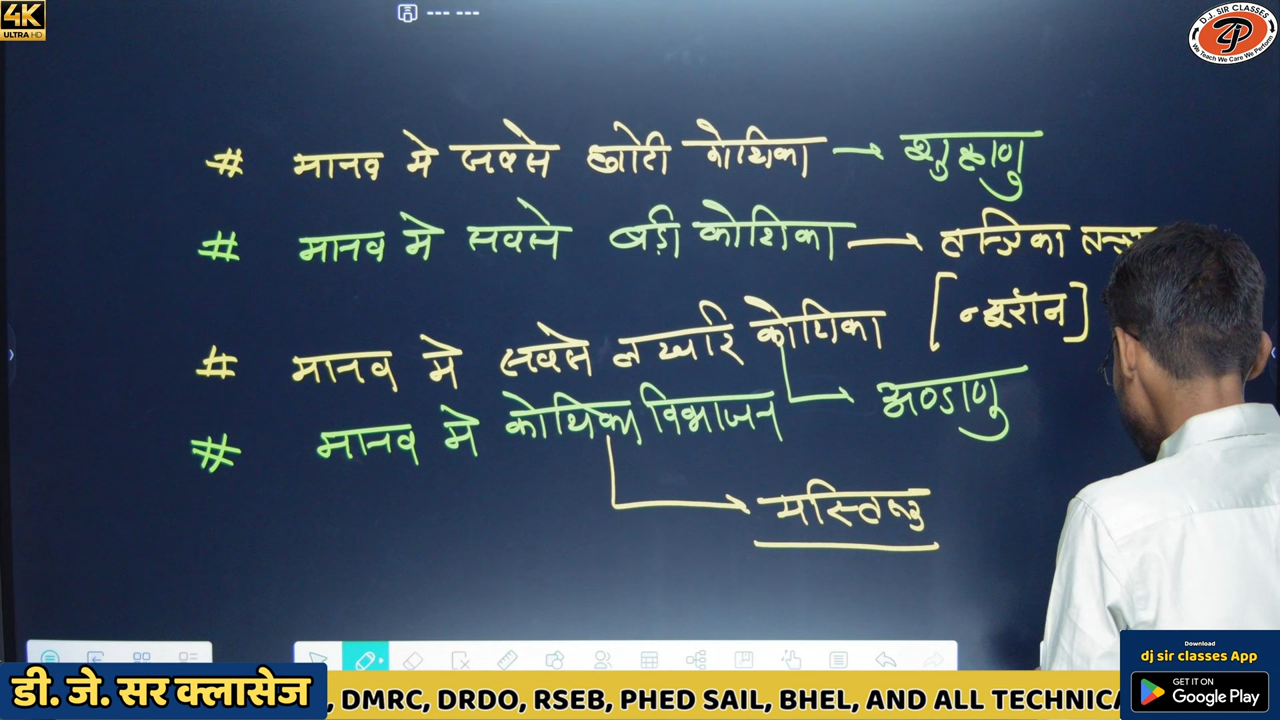 4K
ULTRA HD
D.J. SIR CLASSES
We Teach We Care We Perform
# मानव मे सबसे छोटी कोशिका → शुक्राणु
# मानव मे सबसे बड़ी कोशिका → तन्त्रिका
[न्यूरॉन]
# मानव मे सबसे कोशिका
→ अण्डाणु
# मानव मे कोशिका विभाजन
→ मस्तिष्क
डी. जे. सर क्लासेज
, DMRC, DRDO, RSEB, PHED SAIL, BHEL, AND ALL TECHNICA
Download
dj sir classes App
GET IT ON
Google Play